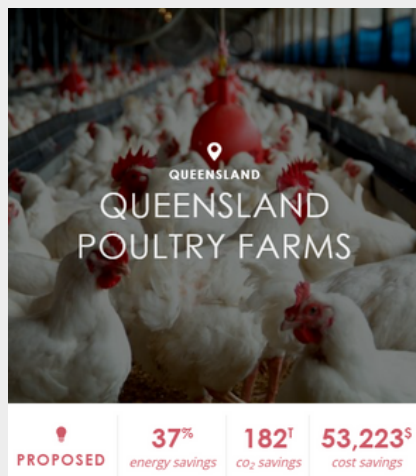 QUEENSLAND
QUEENSLAND
POULTRY FARMS
PROPOSED
37%
energy savings
182T
co₂ savings
53,223$
cost savings